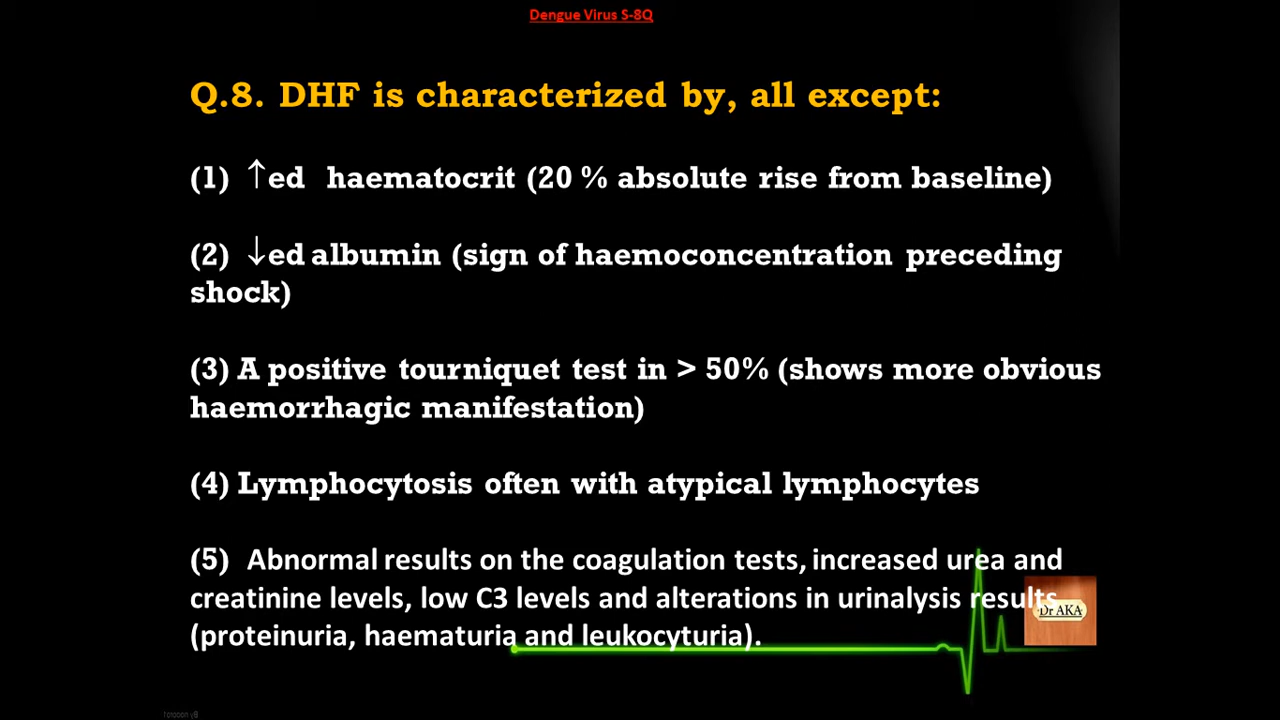 Dengue Virus S-8Q
Q.8. DHF is characterized by, all except:
(1) ↑ed haematocrit (20 % absolute rise from baseline)
(2) ↓ed albumin (sign of haemoconcentration preceding
shock)
(3) A positive tourniquet test in > 50% (shows more obvious
haemorrhagic manifestation)
(4) Lymphocytosis often with atypical lymphocytes
(5) Abnormal results on the coagulation tests, increased urea and
creatinine levels, low C3 levels and alterations in urinalysis results
(proteinuria, haematuria and leukocyturia).
Dr AKA